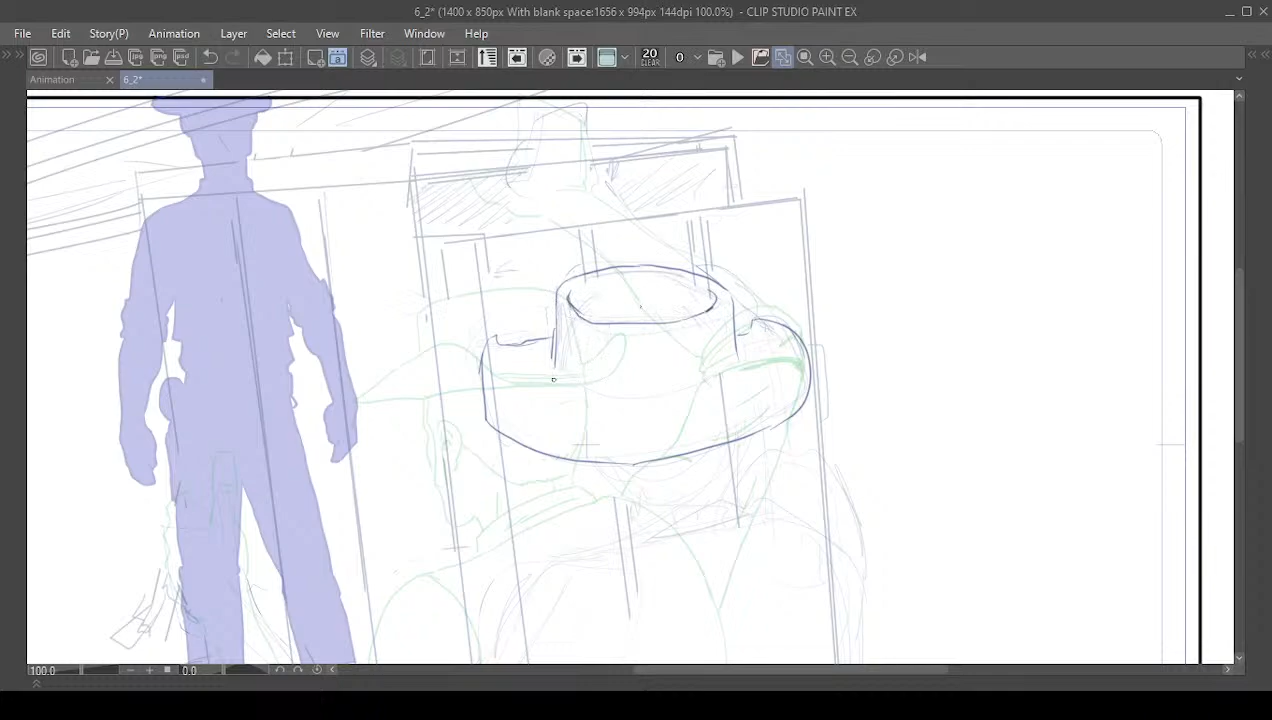 6_2* (1400 x 850px With blank space:1656 x 994px 144dpi 100.0%) - CLIP STUDIO PAINT EX
File Edit Story(P) Animation Layer Select View Filter Window Help
20 CLEAR 0
Animation 6_2*
100.0 0.0